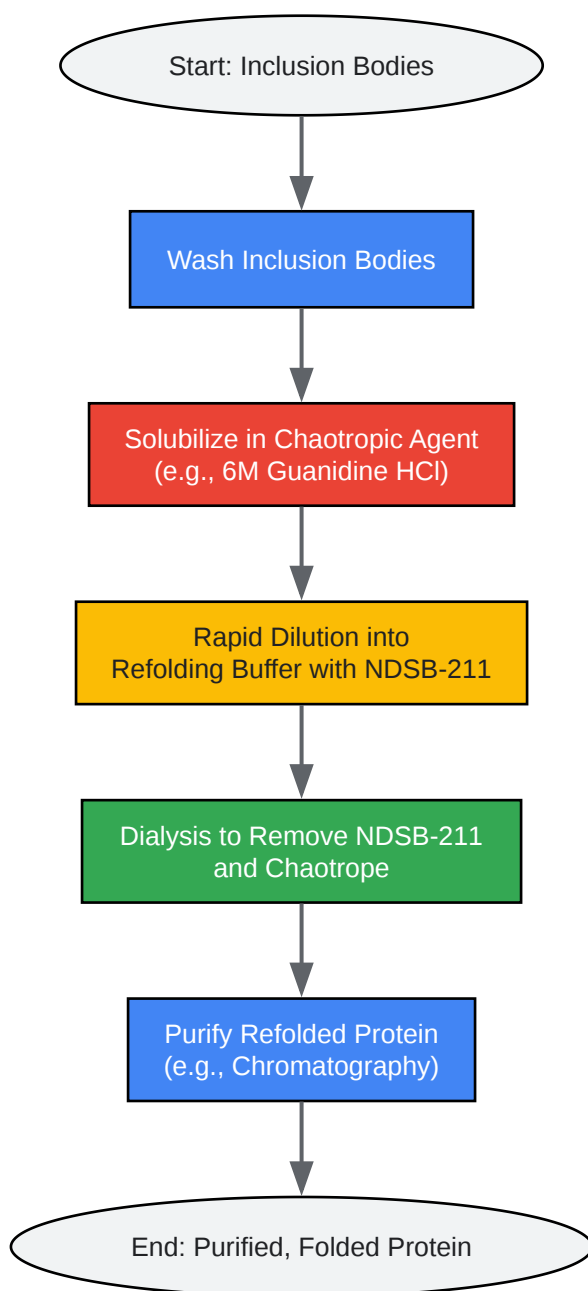 Start: Inclusion Bodies
Wash Inclusion Bodies
Solubilize in Chaotropic Agent
(e.g., 6M Guanidine HCl)
Rapid Dilution into
Refolding Buffer with NDSB-211
Dialysis to Remove NDSB-211
and Chaotrope
Purify Refolded Protein
(e.g., Chromatography)
End: Purified, Folded Protein